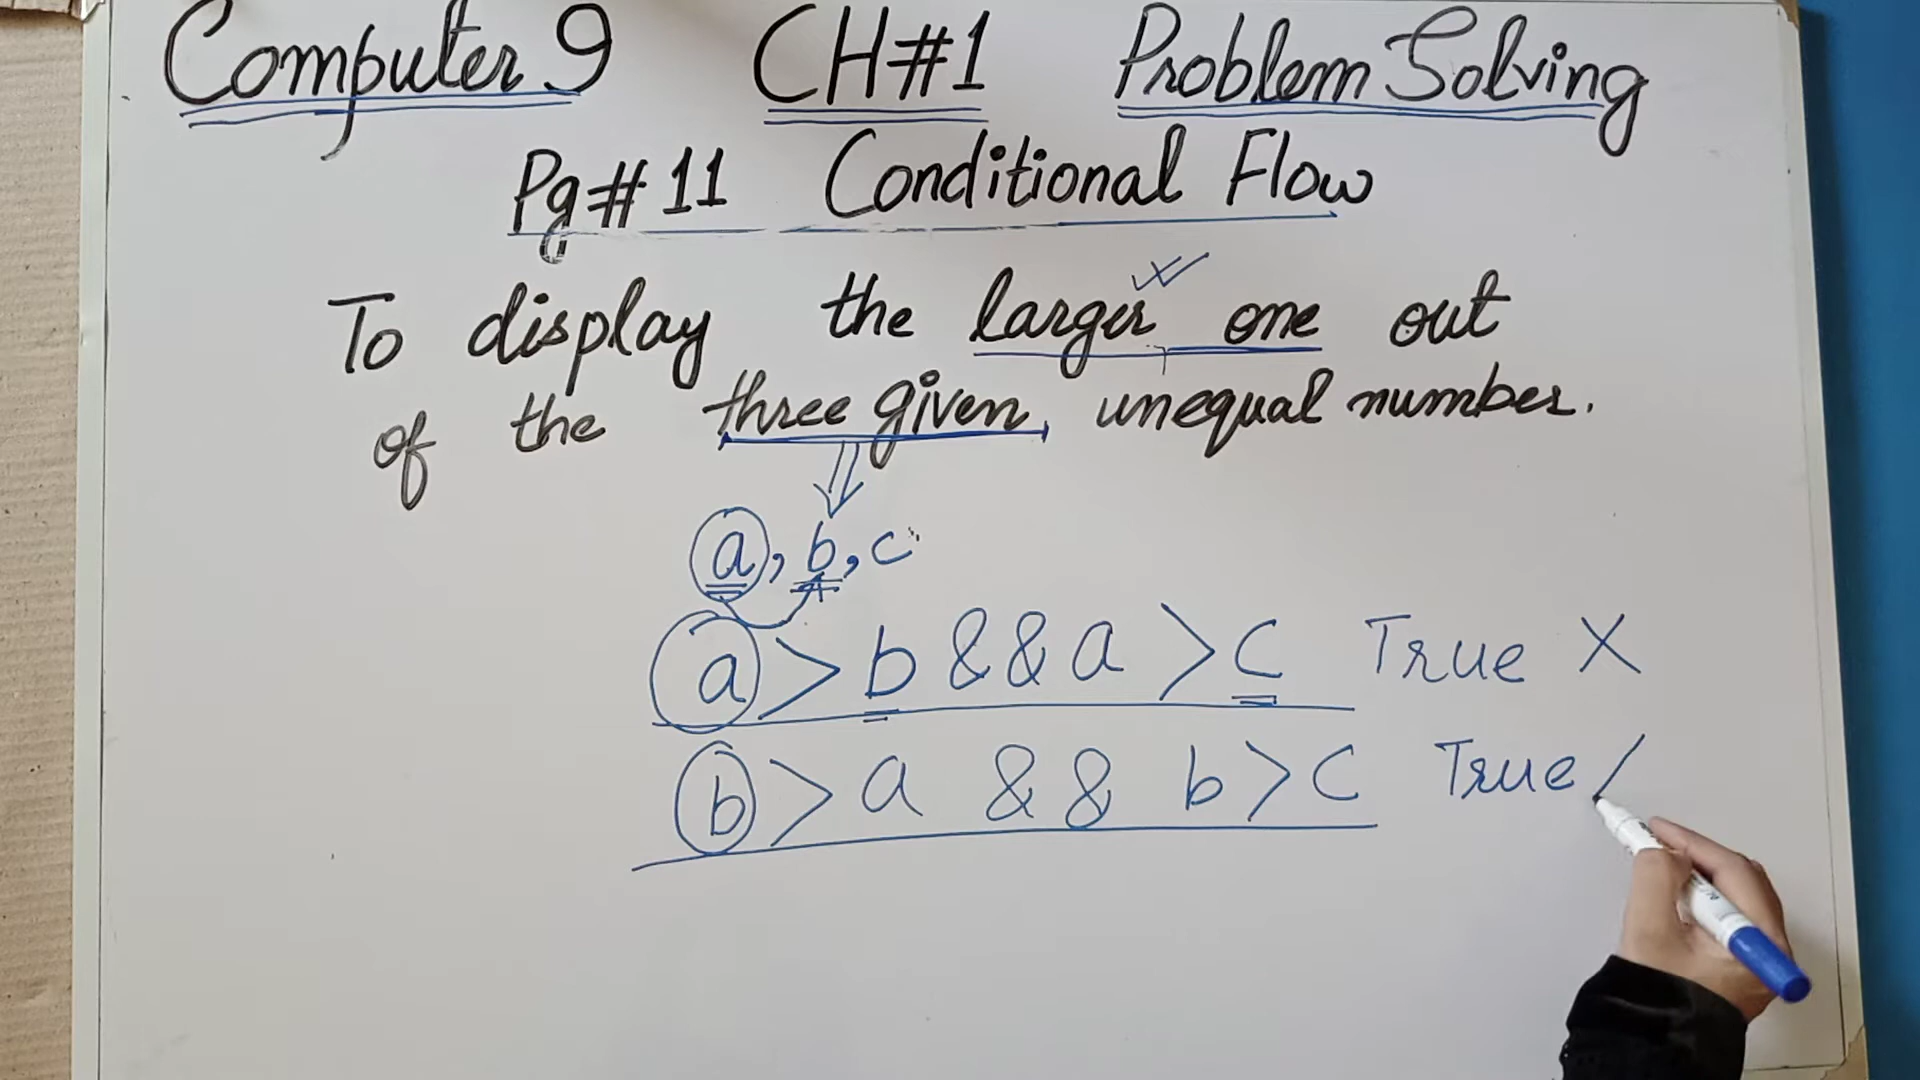 Computer 9 CH#1 Problem Solving
Pg# 11 Conditional Flow
To display the larger one out
of the three given unequal number.
a, b, c
a > b && a > c True X
b > a && b > c True /